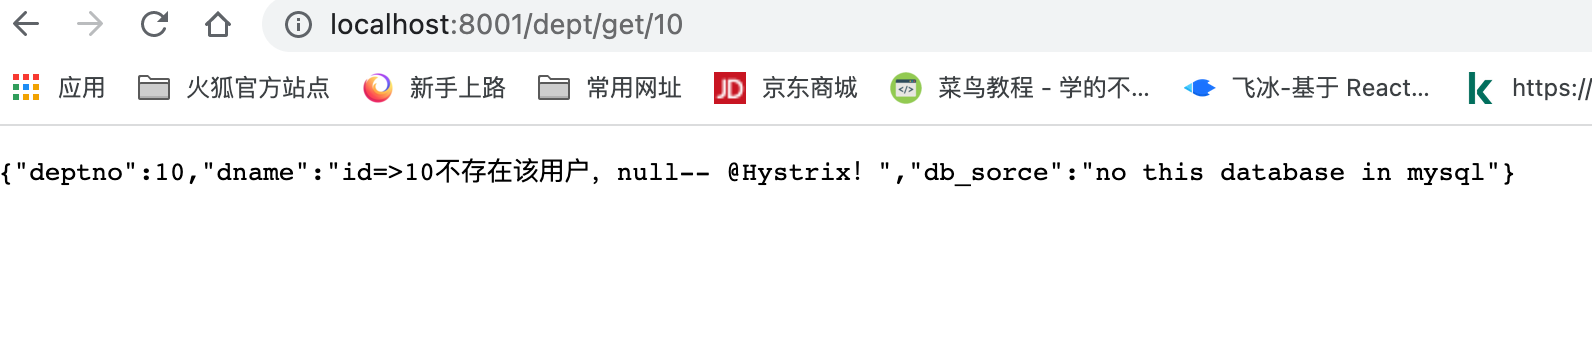 localhost:8001/dept/get/10
应用 火狐官方站点 新手上路 常用网址 JD 京东商城 </> 菜鸟教程 - 学的不... 飞冰-基于 React... k https://
{"deptno":10,"dname":"id=>10不存在该用户，null-- @Hystrix！","db_sorce":"no this database in mysql"}